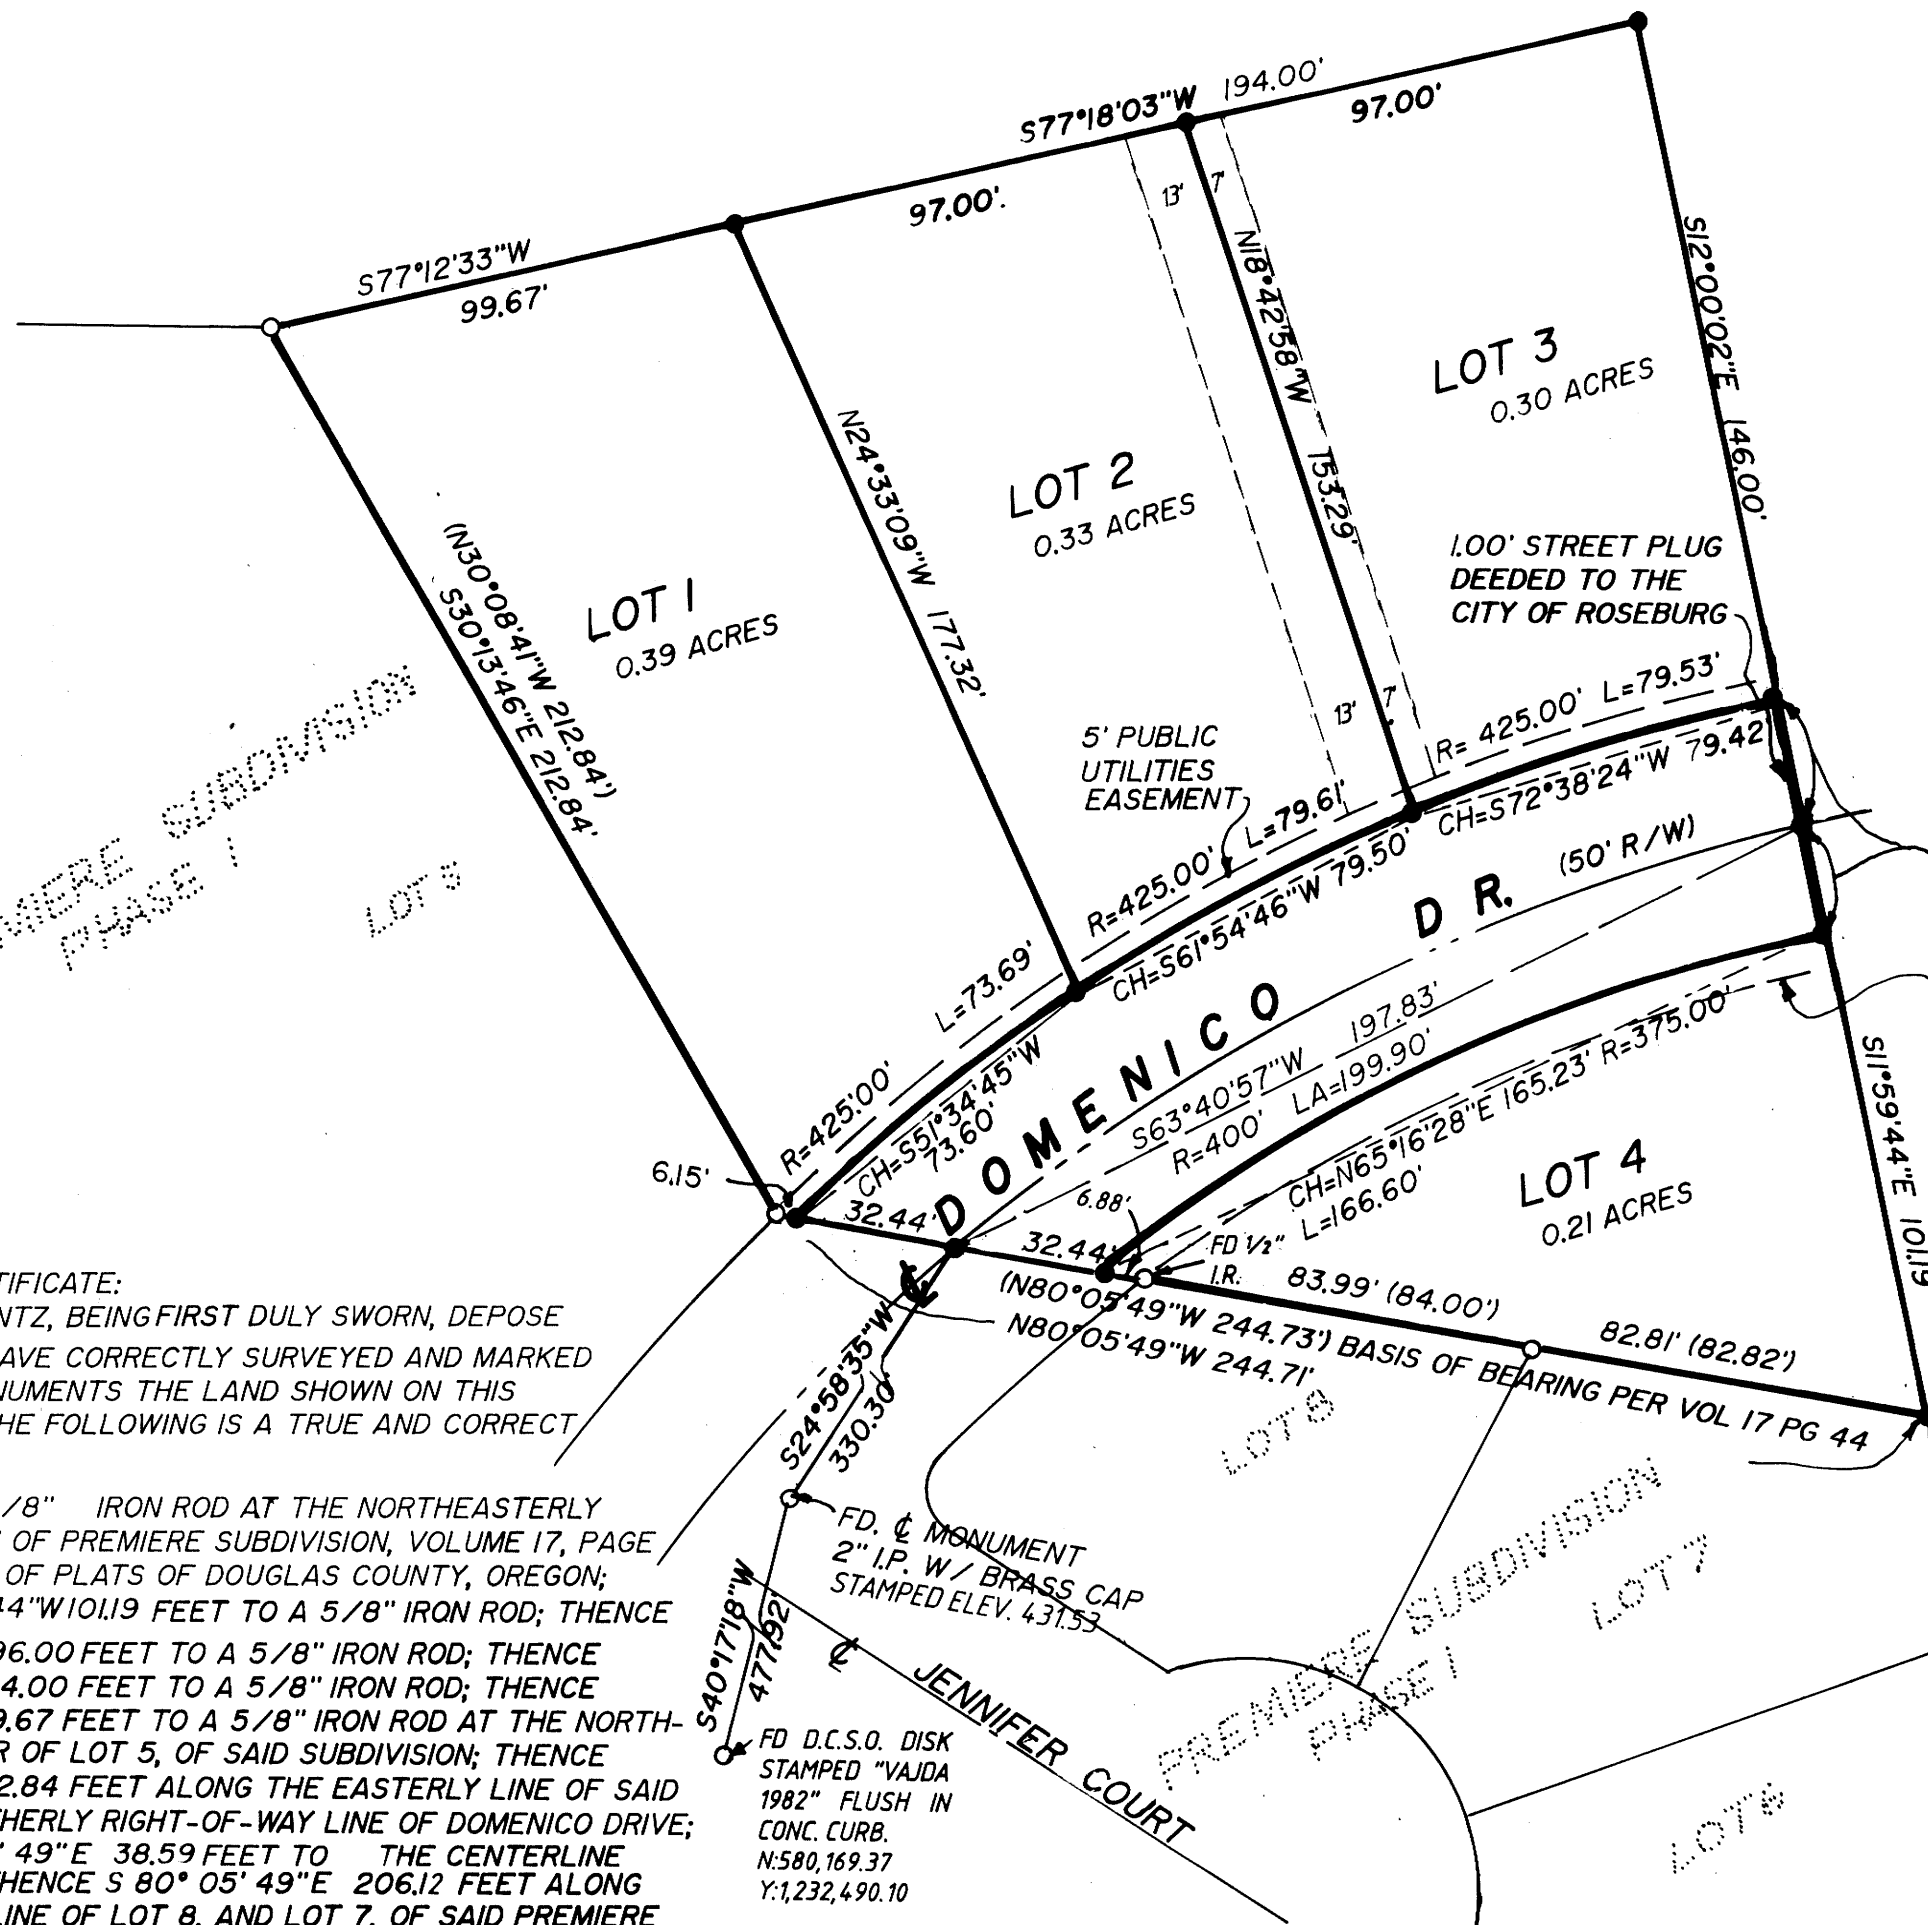 S77°18'03"W 194.00'
97.00'
97.00'.
S77°12'33"W
99.67'
13' 7'
N18°42'58"W 153.29'
S12°00'02"E 146.00'
LOT 3
0.30 ACRES
N24°33'09"W 177.32'
LOT 2
0.33 ACRES
(N30°08'41"W 212.84')
S30°13'46"E 212.84'
LOT 1
0.39 ACRES
1.00' STREET PLUG
DEEDED TO THE
CITY OF ROSEBURG
13' 7'
5' PUBLIC
UTILITIES
EASEMENT
R= 425.00' L=79.53'
CH=S72°38'24"W 79.42'
R=425.00' L=79.61'
CH=S61°54'46"W 79.50'
R=425.00' L=73.69'
CH=S51°34'45"W
73.60'
SUBDIVISION
PHASE 1
LOT 5
DOMENICO DR.
(50' R/W)
S63°40'57"W 197.83'
R=400' LA=199.90'
CH=N65°16'28"E 165.23' R=375.00'
L=166.60'
LOT 4
0.21 ACRES
S11°59'44"E 101.19
6.15'
32.44'
6.88'
32.44'
FD 1/2"
I.R.
83.99' (84.00')
82.81' (82.82')
(N80°05'49"W 244.73') BASIS OF BEARING PER VOL 17 PG 44
N80°05'49"W 244.71'
℄
S24°58'35"W
330.30'
FD. ℄ MONUMENT
2" I.P. W/ BRASS CAP
STAMPED ELEV. 431.53
S40°17'18"W
477.92'
℄
JENNIFER COURT
FD D.C.S.O. DISK
STAMPED "VAJDA
1982" FLUSH IN
CONC. CURB.
N:580,169.37
Y:1,232,490.10
LOT 8
PREMIERE SUBDIVISION
PHASE 1
LOT 7
TIFICATE:
NTZ, BEING FIRST DULY SWORN, DEPOSE
AVE CORRECTLY SURVEYED AND MARKED
NUMENTS THE LAND SHOWN ON THIS
HE FOLLOWING IS A TRUE AND CORRECT
/8" IRON ROD AT THE NORTHEASTERLY
OF PREMIERE SUBDIVISION, VOLUME 17, PAGE
OF PLATS OF DOUGLAS COUNTY, OREGON;
44"W 101.19 FEET TO A 5/8" IRON ROD; THENCE
96.00 FEET TO A 5/8" IRON ROD; THENCE
4.00 FEET TO A 5/8" IRON ROD; THENCE
9.67 FEET TO A 5/8" IRON ROD AT THE NORTH-
R OF LOT 5, OF SAID SUBDIVISION; THENCE
2.84 FEET ALONG THE EASTERLY LINE OF SAID
THERLY RIGHT-OF-WAY LINE OF DOMENICO DRIVE;
' 49"E 38.59 FEET TO THE CENTERLINE
THENCE S 80° 05' 49"E 206.12 FEET ALONG
LINE OF LOT 8, AND LOT 7, OF SAID PREMIERE